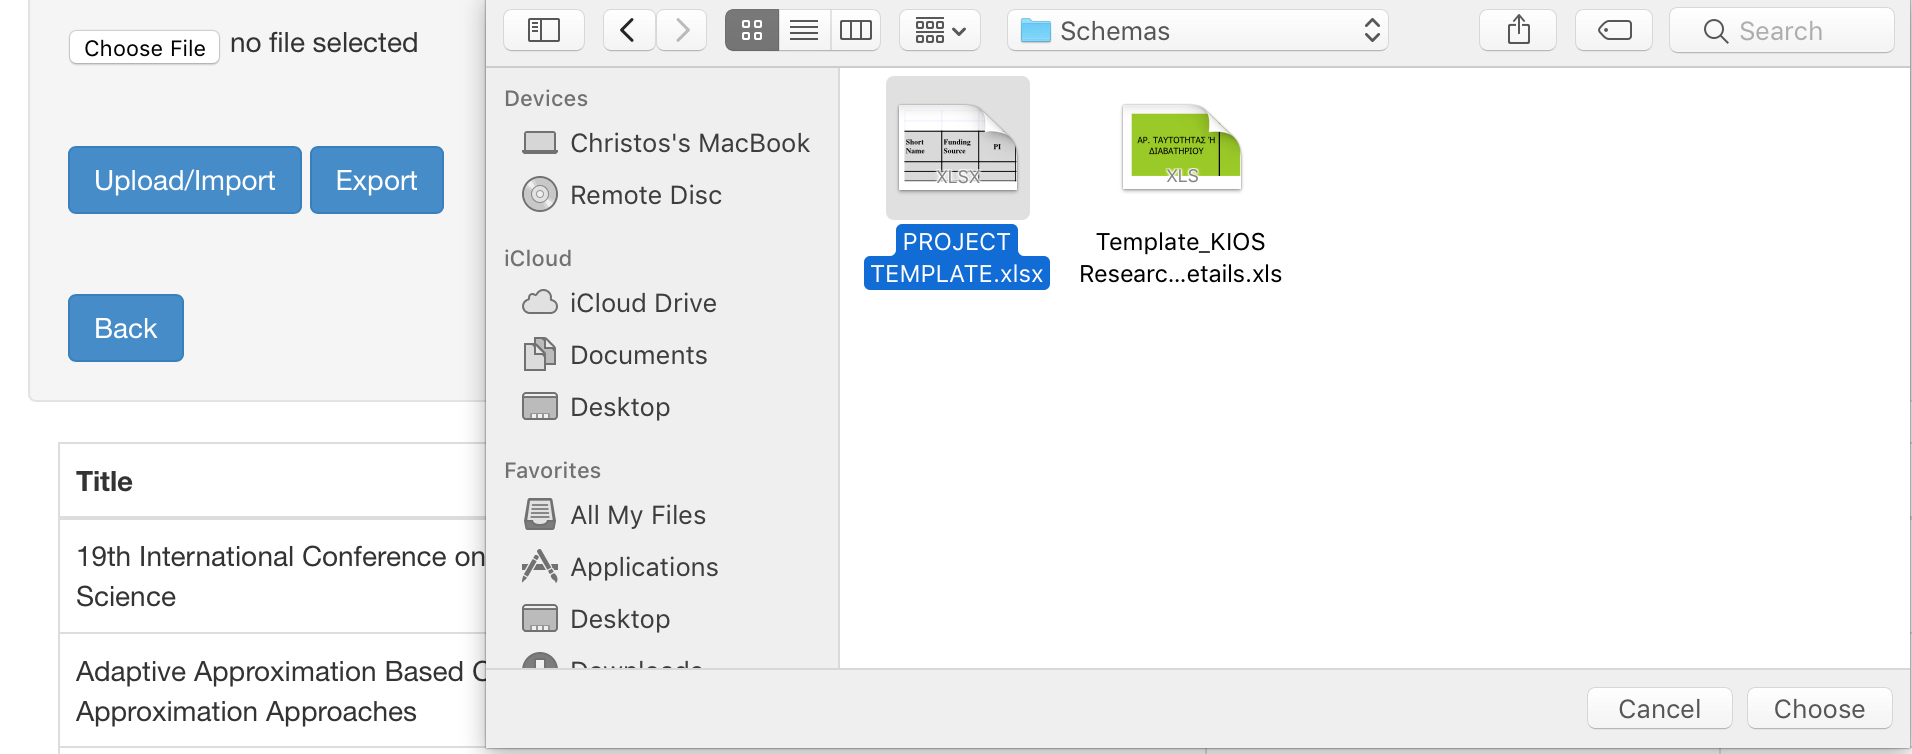 Choose File no file selected
Upload/Import
Export
Back
Title
19th International Conference on
Science
Adaptive Approximation Based
Approximation Approaches
Schemas
Search
Devices
Christos's MacBook
Remote Disc
iCloud
iCloud Drive
Documents
Desktop
Favorites
All My Files
Applications
Desktop
Downloads
Short
Name
Funding
Source
PI
XLSX
PROJECT
TEMPLATE.xlsx
ΑΡ. ΤΑΥΤΟΤΗΤΑΣ Ή
ΔΙΑΒΑΤΗΡΙΟΥ
XLS
Template_KIOS
Researc...etails.xls
Cancel
Choose